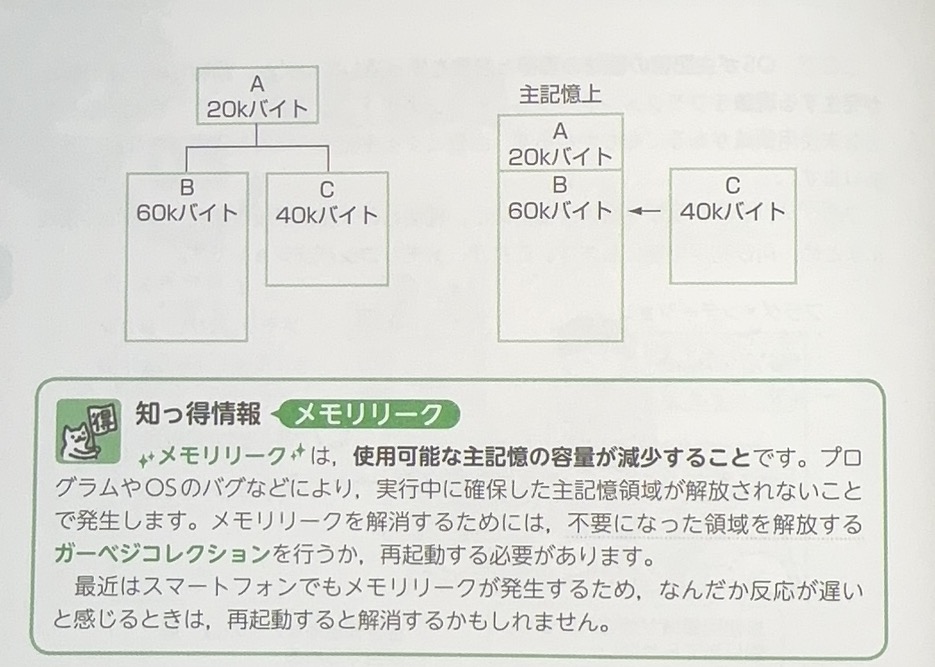 A
20kバイト
B
60kバイト
C
40kバイト
主記憶上
A
20kバイト
B
60kバイト
C
40kバイト
得
知っ得情報
メモリリーク
メモリリークは，使用可能な主記憶の容量が減少することです。プロ
グラムやOSのバグなどにより，実行中に確保した主記憶領域が解放されないこと
で発生します。メモリリークを解消するためには，不要になった領域を解放する
ガーベジコレクションを行うか，再起動する必要があります。
最近はスマートフォンでもメモリリークが発生するため，なんだか反応が遅い
と感じるときは，再起動すると解消するかもしれません。